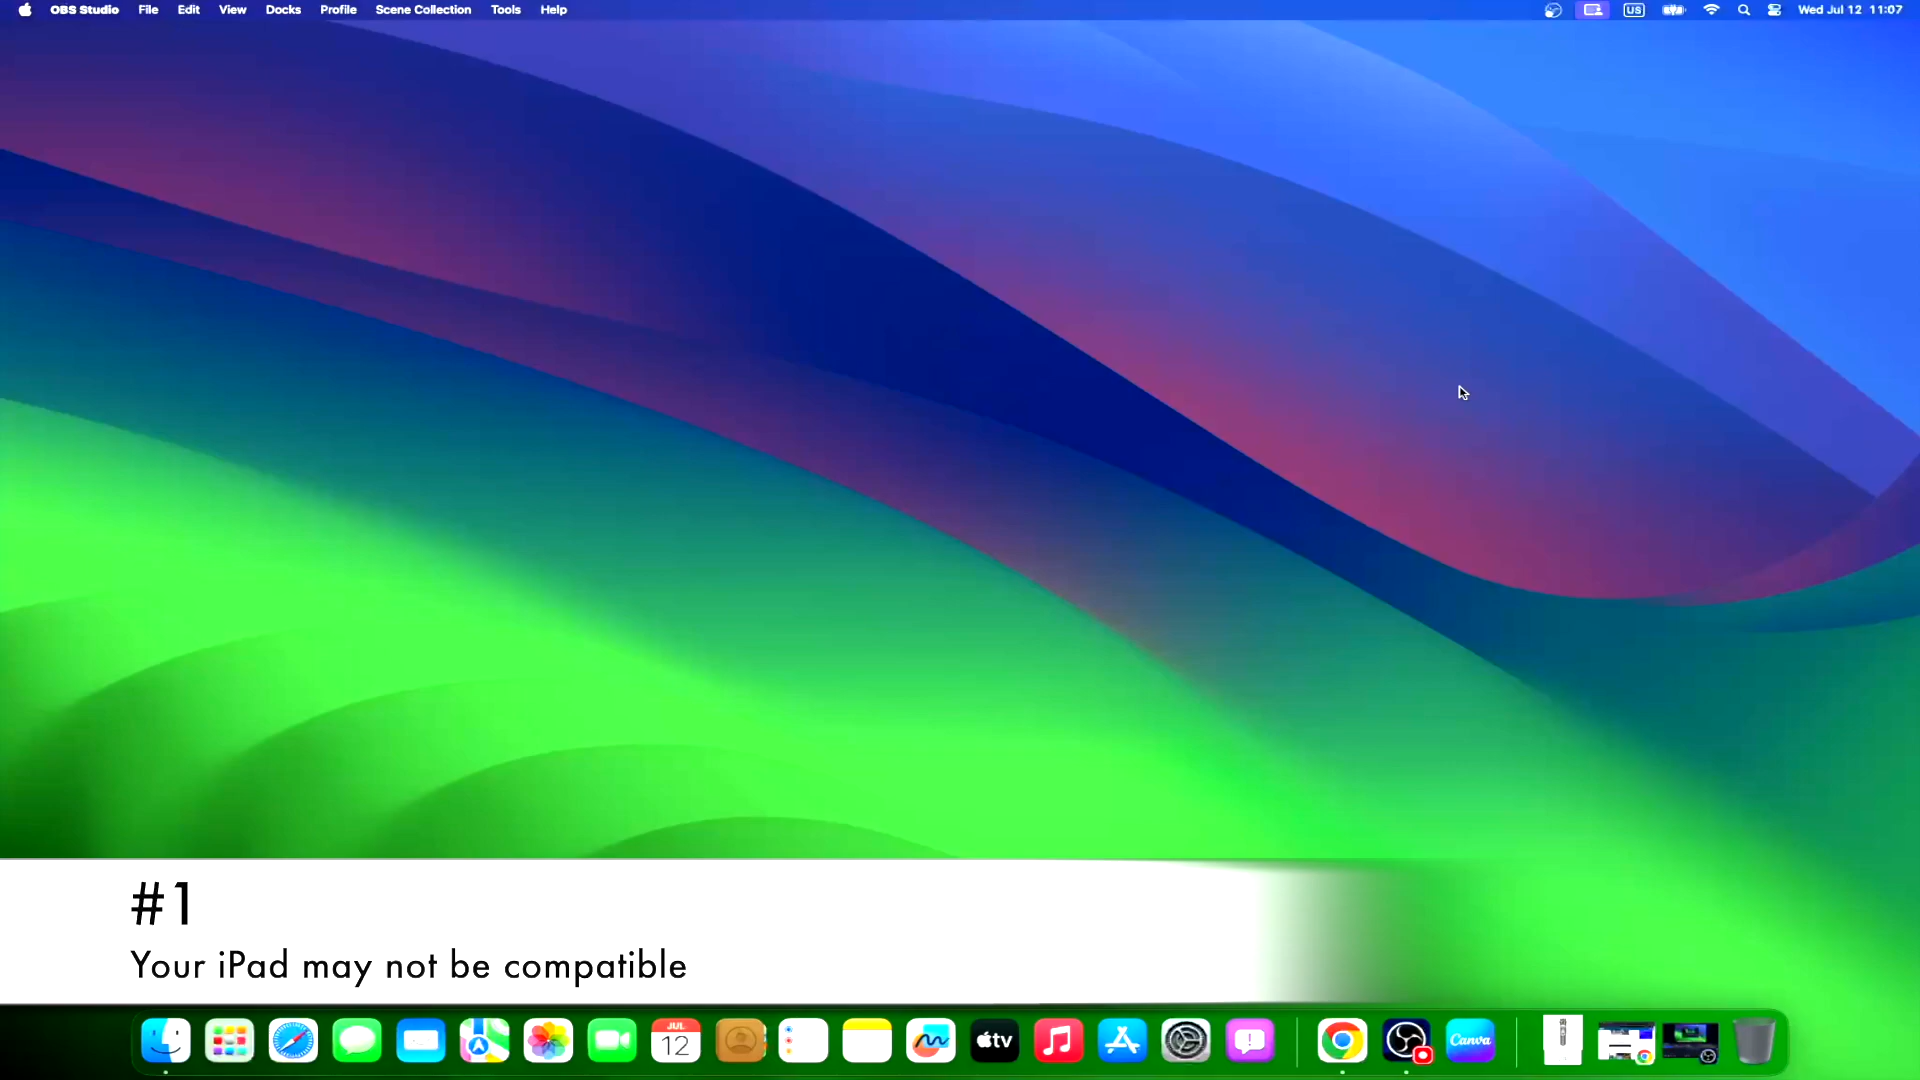 OBS Studio File Edit View Docks Profile Scene Collection Tools Help US Wed Jul 12 11:07
#1
Your iPad may not be compatible
JUL
12
tv
Canva